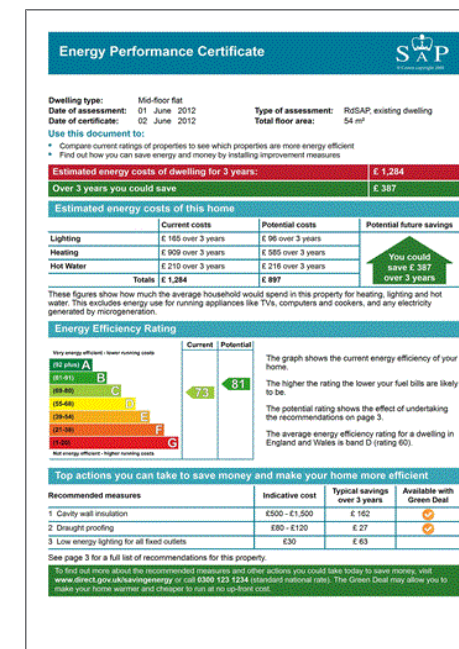 Energy Performance Certificate
SAP
Dwelling type: Mid-floor flat
Date of assessment: 01 June 2012 Type of assessment: RdSAP, existing dwelling
Date of certificate: 02 June 2012 Total floor area: 54 m²
Use this document to:
• Compare current ratings of properties to see which properties are more energy efficient
• Find out how you can save energy and money by installing improvement measures
Estimated energy costs of dwelling for 3 years: £ 1,284
Over 3 years you could save £ 387
Estimated energy costs of this home
Current costs Potential costs Potential future savings
Lighting £ 165 over 3 years £ 96 over 3 years
Heating £ 909 over 3 years £ 585 over 3 years
Hot Water £ 210 over 3 years £ 216 over 3 years
Totals £ 1,284 £ 897
You could
save £ 387
over 3 years
These figures show how much the average household would spend in this property for heating, lighting and hot
water. This excludes energy use for running appliances like TVs, computers and cookers, and any electricity
generated by microgeneration.
Energy Efficiency Rating
Current Potential
Very energy efficient - lower running costs
(92 plus) A
(81-91) B
(69-80) C
(55-68) D
(39-54) E
(21-38) F
(1-20) G
Not energy efficient - higher running costs
73
81
The graph shows the current energy efficiency of your
home.
The higher the rating the lower your fuel bills are likely
to be.
The potential rating shows the effect of undertaking
the recommendations on page 3.
The average energy efficiency rating for a dwelling in
England and Wales is band D (rating 60).
Top actions you can take to save money and make your home more efficient
Recommended measures Indicative cost Typical savings over 3 years Available with Green Deal
1 Cavity wall insulation £500 - £1,500 £ 162
2 Draught proofing £80 - £120 £ 27
3 Low energy lighting for all fixed outlets £30 £ 63
See page 3 for a full list of recommendations for this property.
To find out more about the recommended measures and other actions you could take today to save money, visit
www.direct.gov.uk/savingenergy or call 0300 123 1234 (standard national rate). The Green Deal may allow you to
make your home warmer and cheaper to run at no up-front cost.